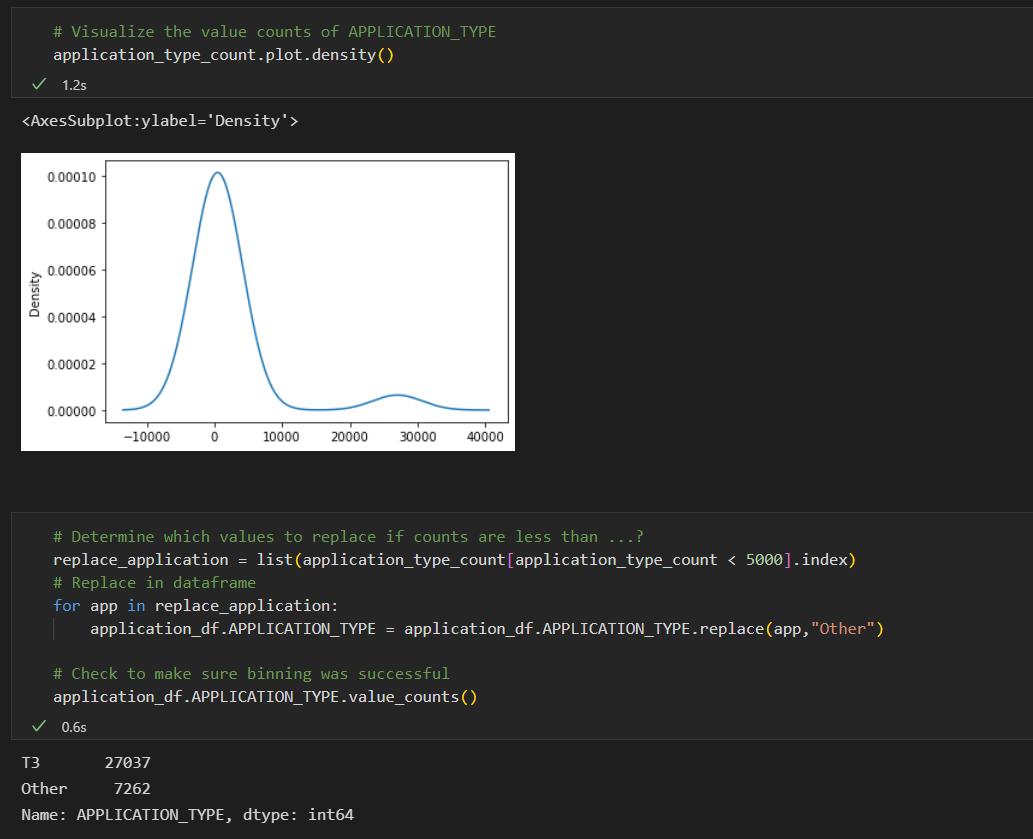 # Visualize the value counts of APPLICATION_TYPE
application_type_count.plot.density()
1.2s
<AxesSubplot:ylabel='Density'>
0.00010
0.00008
0.00006
0.00004
0.00002
0.00000
Density
−10000 0 10000 20000 30000 40000
# Determine which values to replace if counts are less than ...?
replace_application = list(application_type_count[application_type_count < 5000].index)
# Replace in dataframe
for app in replace_application:
    application_df.APPLICATION_TYPE = application_df.APPLICATION_TYPE.replace(app,"Other")
# Check to make sure binning was successful
application_df.APPLICATION_TYPE.value_counts()
0.6s
T3       27037
Other     7262
Name: APPLICATION_TYPE, dtype: int64